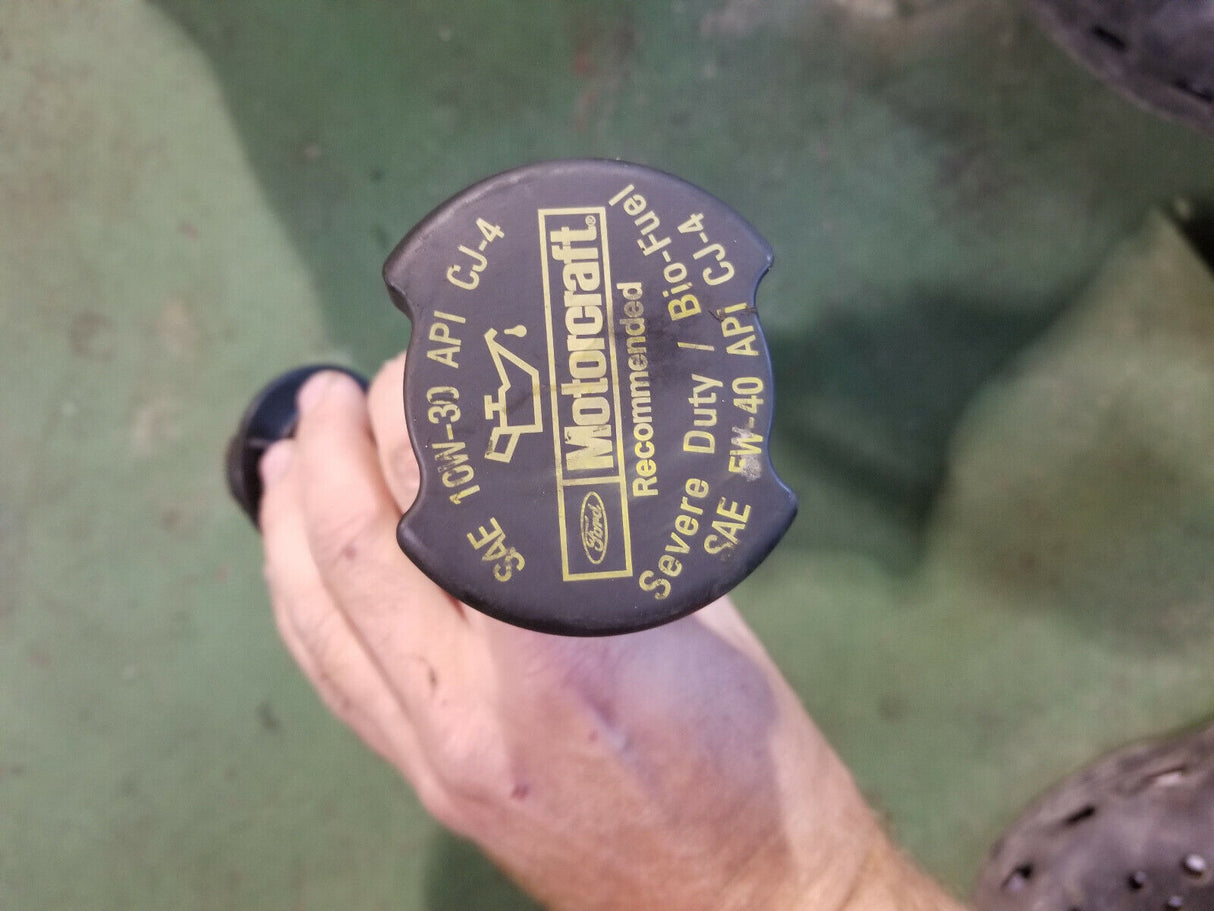 SAE 10W-30 API CJ-4
Ford Motorcraft®
Recommended
Severe Duty / Bio-Fuel
SAE 5W-40 API CJ-4